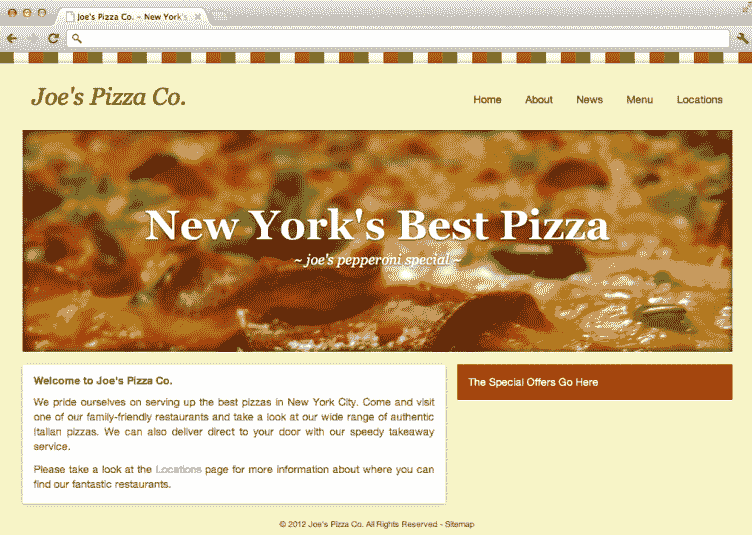 Joe's Pizza Co. – New York's
Joe's Pizza Co.
Home About News Menu Locations
New York's Best Pizza
~ joe's pepperoni special ~
Welcome to Joe's Pizza Co.
We pride ourselves on serving up the best pizzas in New York City. Come and visit
one of our family-friendly restaurants and take a look at our wide range of authentic
Italian pizzas. We can also deliver direct to your door with our speedy takeaway
service.
Please take a look at the Locations page for more information about where you can
find our fantastic restaurants.
The Special Offers Go Here
© 2012 Joe's Pizza Co. All Rights Reserved - Sitemap